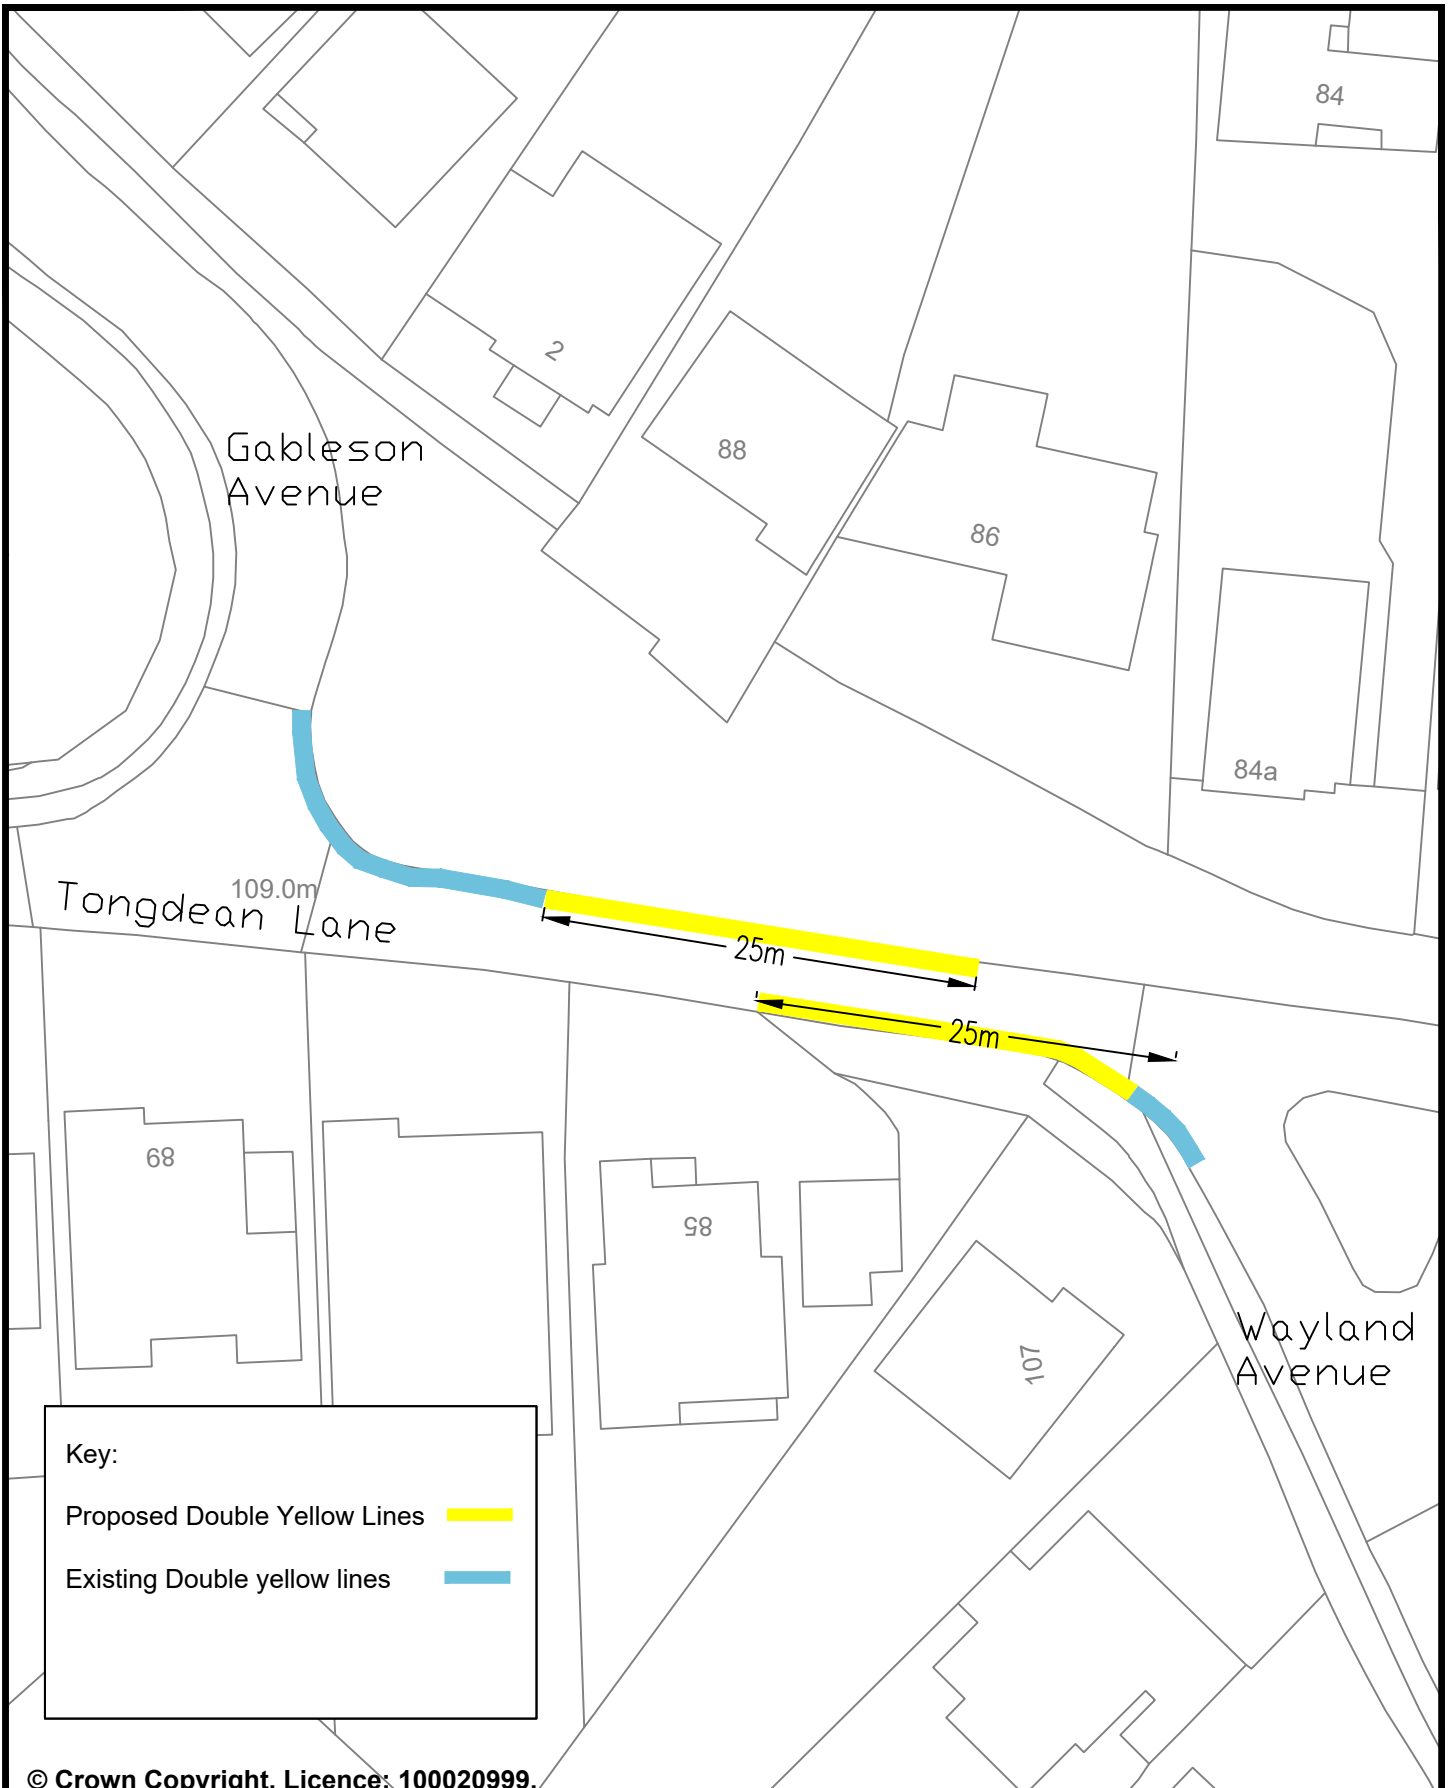 84
2
88
86
Gableson
Avenue
84a
109.0m
Tongdean Lane
25m
25m
89
85
107
Wayland
Avenue
Key:
Proposed Double Yellow Lines
Existing Double yellow lines
© Crown Copyright. Licence: 100020999.